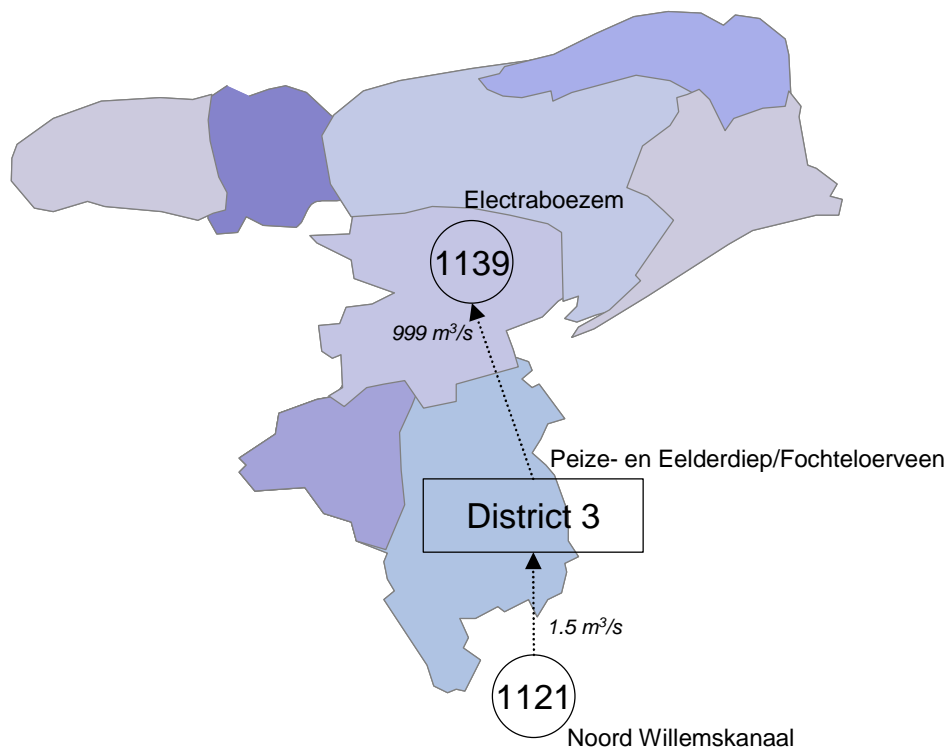 Electraboezem
1139
999 m³/s
Peize- en Eelderdiep/Fochteloerveen
District 3
1.5 m³/s
1121
Noord Willemskanaal